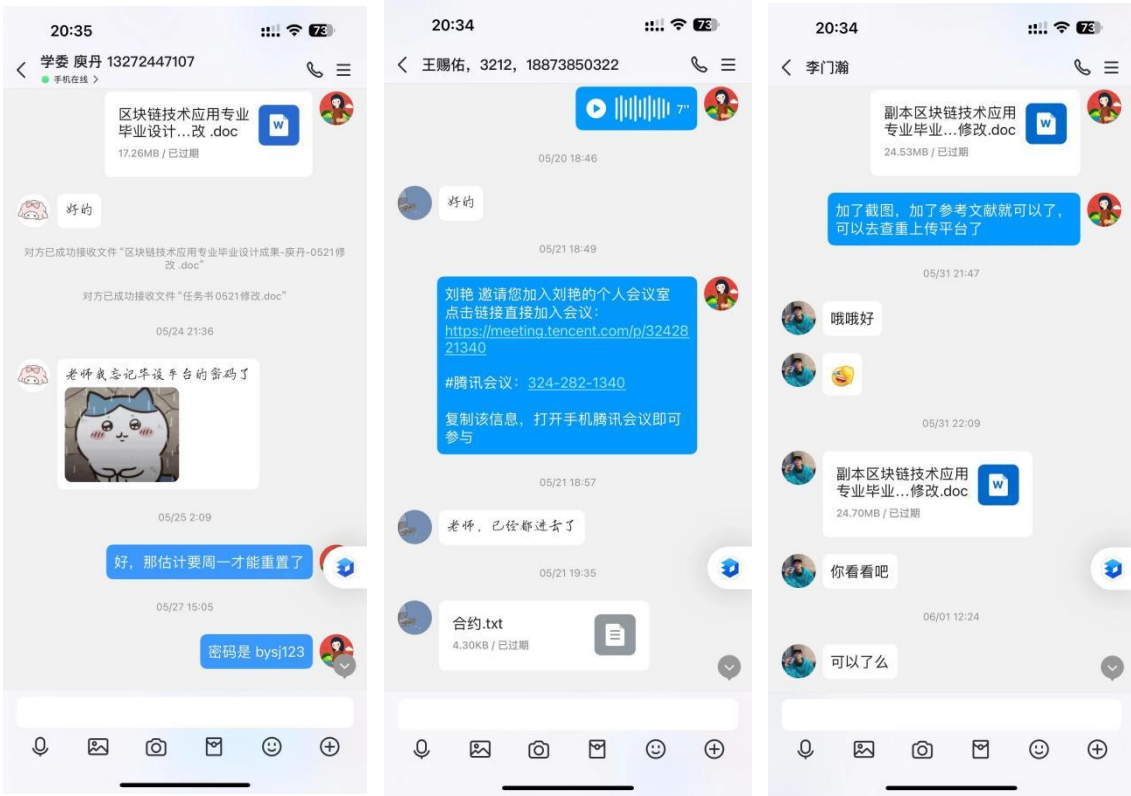 20:35
73
学委 庾丹 13272447107
手机在线 >
区块链技术应用专业
毕业设计...改 .doc
17.26MB / 已过期
好的
对方已成功接收文件“区块链技术应用专业毕业设计成果-庾丹-0521修
改 .doc”
对方已成功接收文件“任务书0521修改.doc”
05/24 21:36
老师我忘记毕设平台的密码了
05/25 2:09
好，那估计要周一才能重置了
05/27 15:05
密码是 bysj123
20:34
73
王赐佑，3212，18873850322
7"
05/20 18:46
好的
05/21 18:49
刘艳 邀请您加入刘艳的个人会议室
点击链接直接加入会议：
https://meeting.tencent.com/p/32428
21340
#腾讯会议：324-282-1340
复制该信息，打开手机腾讯会议即可
参与
05/21 18:57
老师，已经都进去了
05/21 19:35
合约.txt
4.30KB / 已过期
20:34
73
李门瀚
副本区块链技术应用
专业毕业...修改.doc
24.53MB / 已过期
加了截图，加了参考文献就可以了，
可以去查重上传平台了
05/31 21:47
哦哦好
05/31 22:09
副本区块链技术应用
专业毕业...修改.doc
24.70MB / 已过期
你看看吧
06/01 12:24
可以了么